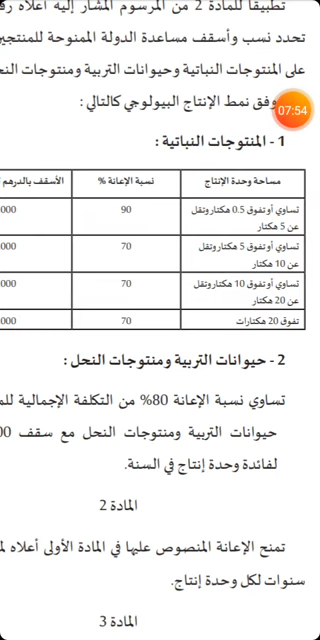 تطبيقا للمادة 2 من المرسوم المشار إليه أعلاه
تحدد نسب وأسقف مساعدة الدولة الممنوحة
على المنتوجات النباتية وحيوانات التربية ومنتوجات
وفق نمط الإنتاج البيولوجي كالتالي :
07:54
1 - المنتوجات النباتية :
مساحة وحدة الإنتاج نسبة الإعانة % الأسقف بالدرهم
تساوي أو تفوق 0.5 هكتار وتقل 90 000
عن 5 هكتار
تساوي أو تفوق 5 هكتار وتقل 70 000
عن 10 هكتار
تساوي أو تفوق 10 هكتار وتقل 70 000
عن 20 هكتار
تفوق 20 هكتارات 70 000
2 - حيوانات التربية ومنتوجات النحل :
تساوي نسبة الإعانة 80% من التكلفة الإجمالية
حيوانات التربية ومنتوجات النحل مع سقف 00
لفائدة وحدة إنتاج في السنة.
المادة 2
تمنح الإعانة المنصوص عليها في المادة الأولى أعلاه
سنوات لكل وحدة إنتاج.
المادة 3